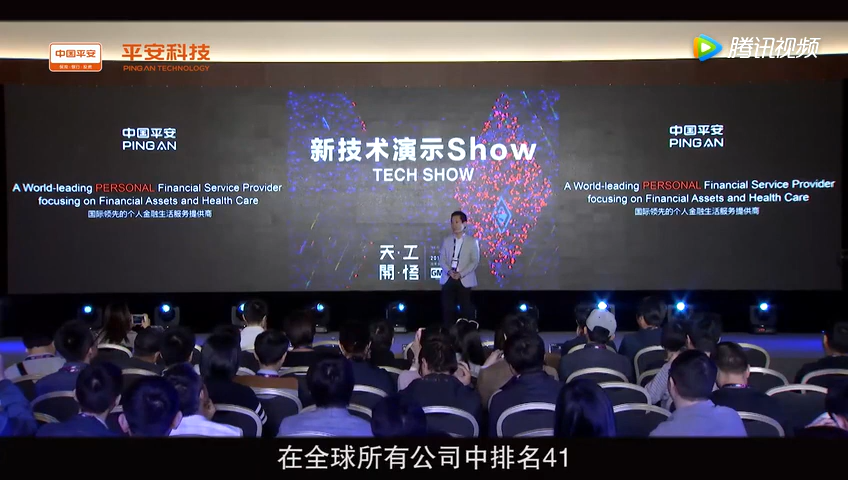 中国平安
平安科技
PING AN TECHNOLOGY
腾讯视频
中国平安
PING AN
A World-leading PERSONAL Financial Service Provider
focusing on Financial Assets and Health Care
国际领先的个人金融生活服务提供商
新技术演示Show
TECH SHOW
天·工
開·悟
中国平安
PING AN
A World-leading PERSONAL Financial Service Provider
focusing on Financial Assets and Health Care
国际领先的个人金融生活服务提供商
在全球所有公司中排名41